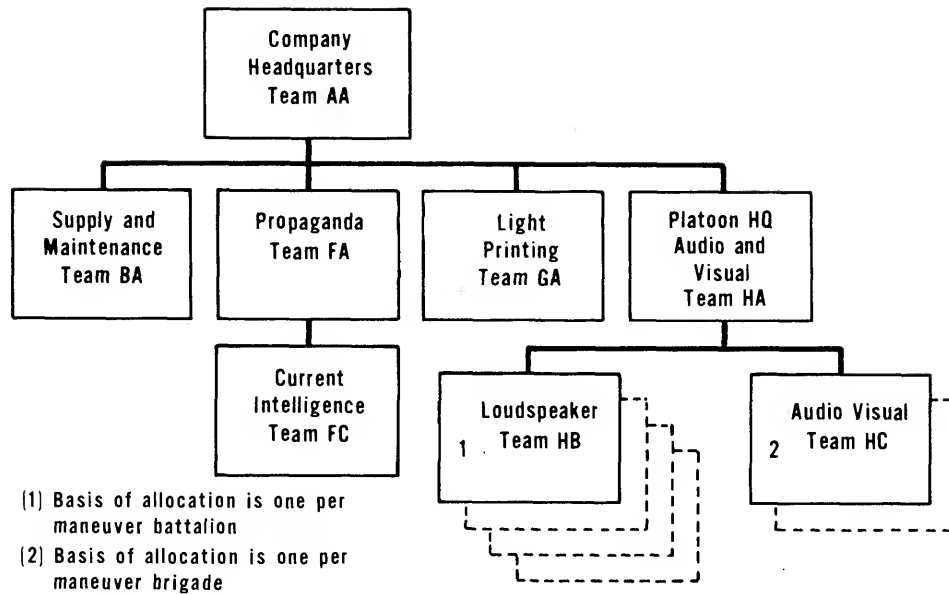 Company
Headquarters
Team AA
Supply and
Maintenance
Team BA
Propaganda
Team FA
Light
Printing
Team GA
Platoon HQ
Audio and
Visual
Team HA
Current
Intelligence
Team FC
Loudspeaker
Team HB
1
Audio Visual
Team HC
2
(1) Basis of allocation is one per
maneuver battalion
(2) Basis of allocation is one per
maneuver brigade